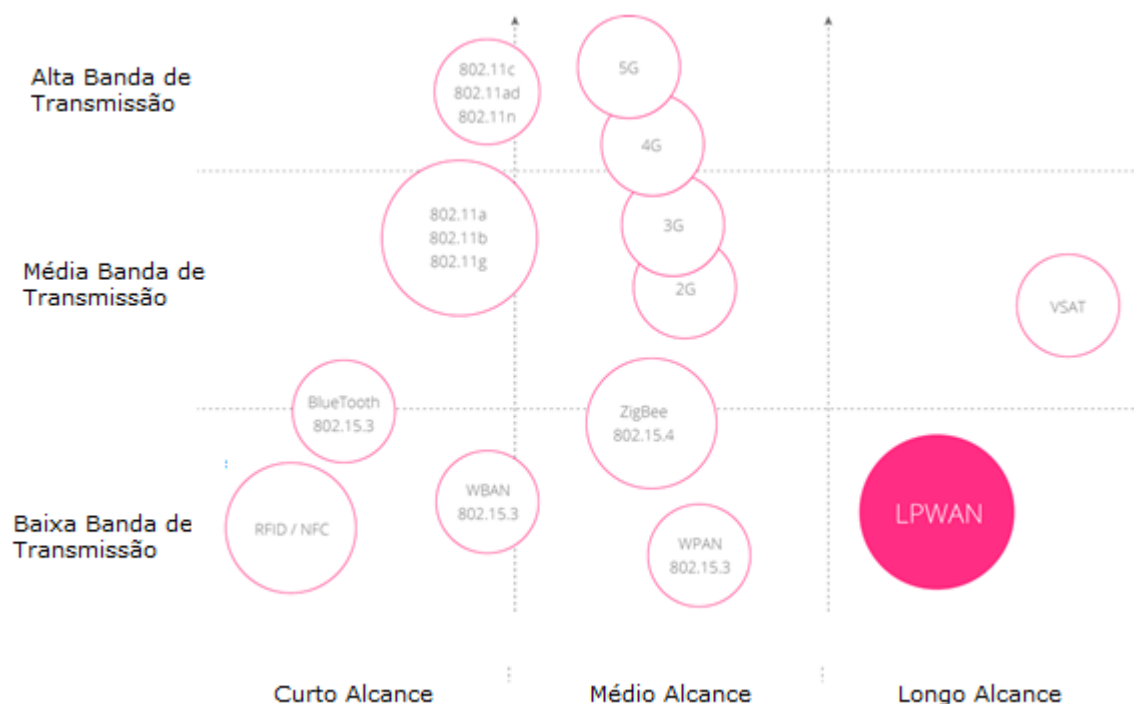 Alta Banda de
Transmissão
802.11c
802.11ad
802.11n
5G
4G
802.11a
802.11b
802.11g
3G
2G
Média Banda de
Transmissão
VSAT
BlueTooth
802.15.3
ZigBee
802.15.4
WBAN
802.15.3
LPWAN
Baixa Banda de
Transmissão
RFID / NFC
WPAN
802.15.3
Curto Alcance
Médio Alcance
Longo Alcance